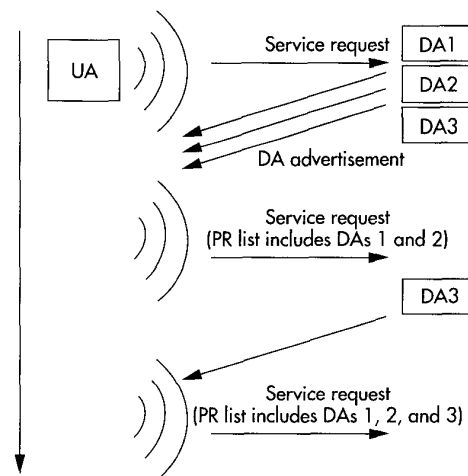 UA
Service request
DA1
DA2
DA3
DA advertisement
Service request
(PR list includes DAs 1 and 2)
DA3
Service request
(PR list includes DAs 1, 2, and 3)